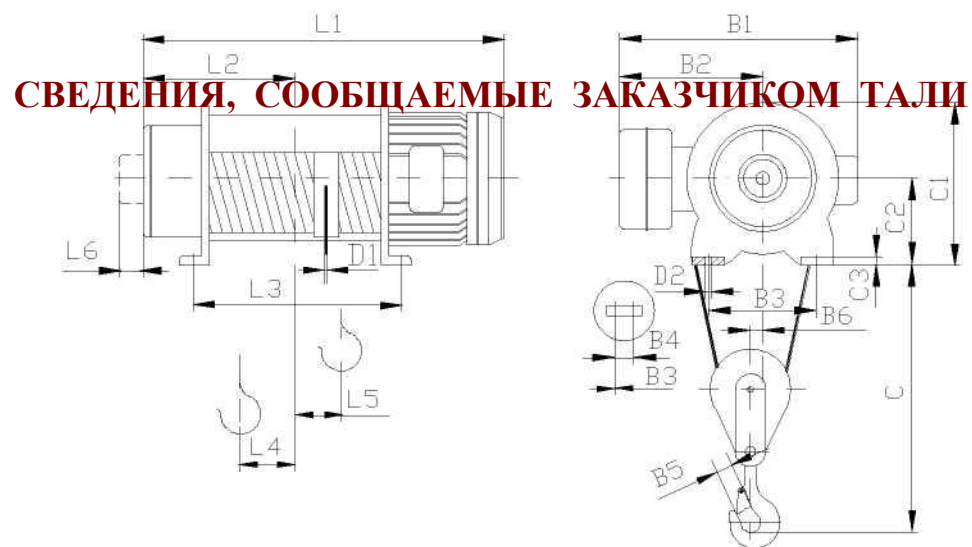 L1
B1
L2
B2
СВЕДЕНИЯ, СООБЩАЕМЫЕ ЗАКАЗЧИКОМ ТАЛИ
C1
C2
L6
D1
L3
D2
B3
C3
B6
B4
B3
C
L5
L4
B5